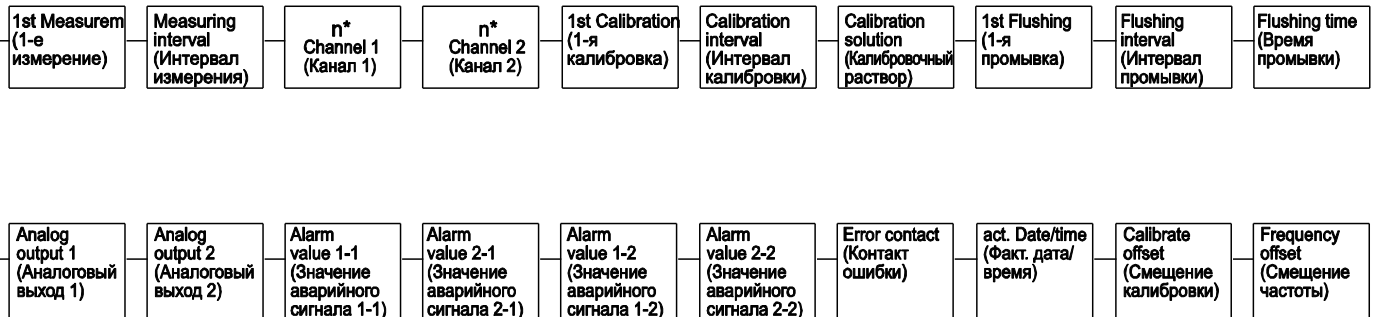 1st Measurem
(1-е
измерение)
Measuring
interval
(Интервал
измерения)
n*
Channel 1
(Канал 1)
n*
Channel 2
(Канал 2)
1st Calibration
(1-я
калибровка)
Calibration
interval
(Интервал
калибровки)
Calibration
solution
(Калибровочный
раствор)
1st Flushing
(1-я
промывка)
Flushing
interval
(Интервал
промывки)
Flushing time
(Время
промывки)
Analog
output 1
(Аналоговый
выход 1)
Analog
output 2
(Аналоговый
выход 2)
Alarm
value 1-1
(Значение
аварийного
сигнала 1-1)
Alarm
value 2-1
(Значение
аварийного
сигнала 2-1)
Alarm
value 1-2
(Значение
аварийного
сигнала 1-2)
Alarm
value 2-2
(Значение
аварийного
сигнала 2-2)
Error contact
(Контакт
ошибки)
act. Date/time
(Факт. дата/
время)
Calibrate
offset
(Смещение
калибровки)
Frequency
offset
(Смещение
частоты)